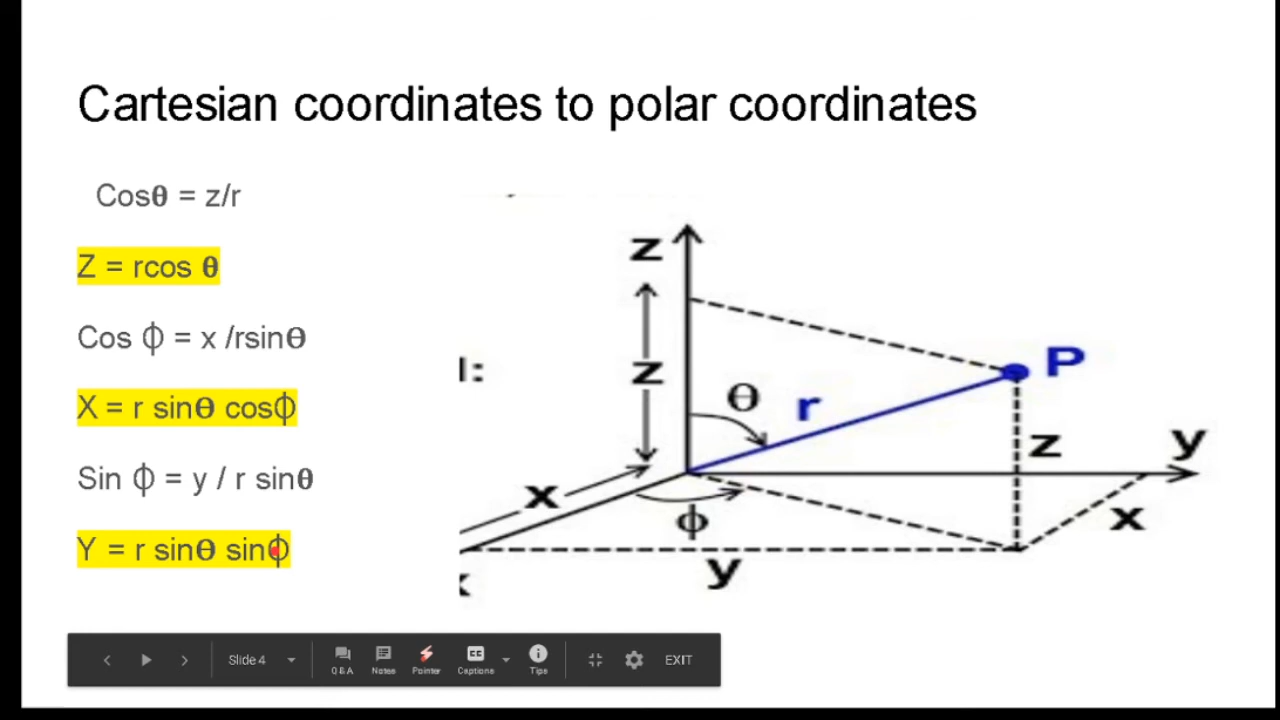 Cartesian coordinates to polar coordinates
Cosθ = z/r
Z = rcos θ
Cos ϕ = x /rsinθ
X = r sinθ cosϕ
Sin ϕ = y / r sinθ
Y = r sinθ sinϕ
z
P
l:
z
θ
r
z
y
x
ϕ
x
y
Slide 4
Q&A
Notes
Pointer
Captions
Tips
EXIT